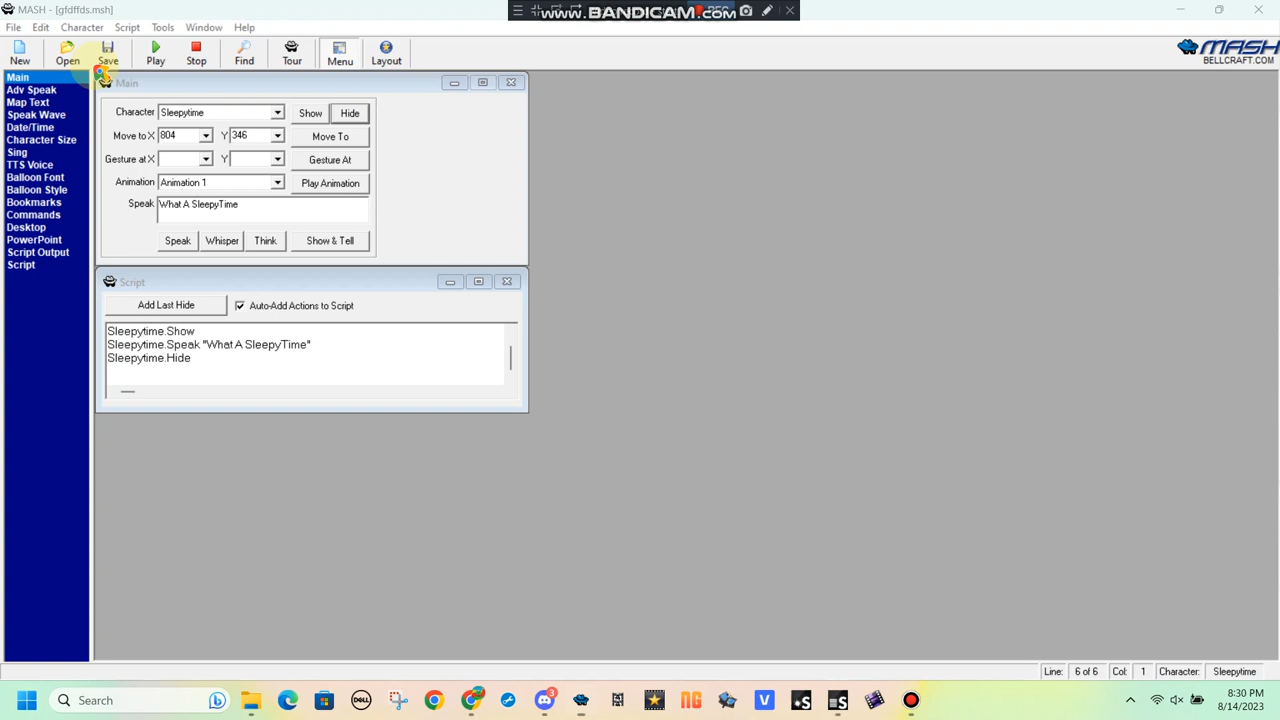 MASH - [gfdffds.msh]
www.BANDICAM.com
REC
File Edit Character Script Tools Window Help
New Open Save Play Stop Find Tour Menu Layout
MASH
BELLCRAFT.COM
Main
Adv Speak
Map Text
Speak Wave
Date/Time
Character Size
Sing
TTS Voice
Balloon Font
Balloon Style
Bookmarks
Commands
Desktop
PowerPoint
Script Output
Script
Main
Character Sleepytime Show Hide
Move to X 804 Y 346 Move To
Gesture at X Y Gesture At
Animation Animation 1 Play Animation
Speak What A SleepyTime
Speak Whisper Think Show & Tell
Script
Add Last Hide Auto-Add Actions to Script
Sleepytime.Show
Sleepytime.Speak "What A SleepyTime"
Sleepytime.Hide
Line: 6 of 6 Col: 1 Character: Sleepytime
Search
DELL
3
NG
V
S
S
8:30 PM
8/14/2023